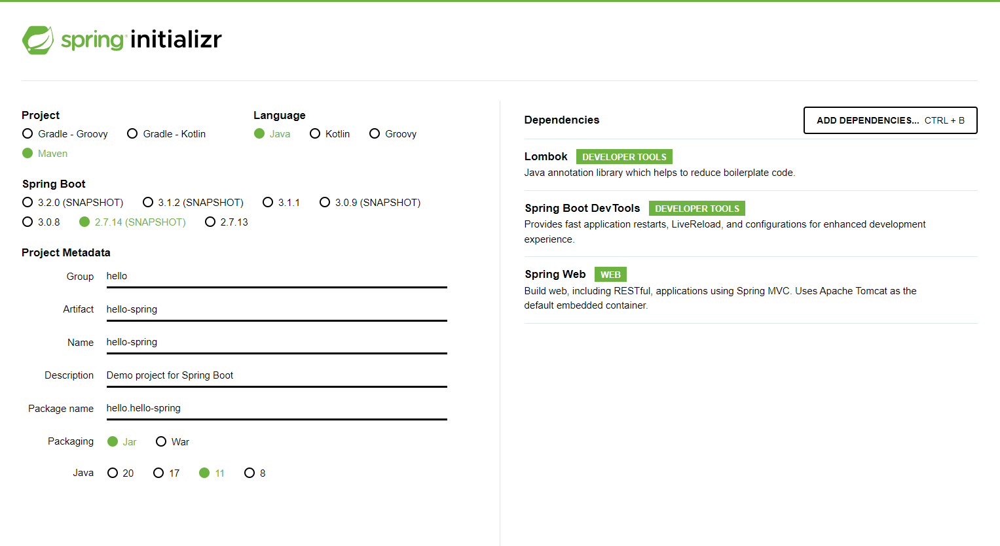 spring initializr
Project
Gradle - Groovy Gradle - Kotlin
Maven
Language
Java Kotlin Groovy
Spring Boot
3.2.0 (SNAPSHOT) 3.1.2 (SNAPSHOT) 3.1.1 3.0.9 (SNAPSHOT)
3.0.8 2.7.14 (SNAPSHOT) 2.7.13
Project Metadata
Group hello
Artifact hello-spring
Name hello-spring
Description Demo project for Spring Boot
Package name hello.hello-spring
Packaging Jar War
Java 20 17 11 8
Dependencies ADD DEPENDENCIES... CTRL + B
Lombok DEVELOPER TOOLS
Java annotation library which helps to reduce boilerplate code.
Spring Boot DevTools DEVELOPER TOOLS
Provides fast application restarts, LiveReload, and configurations for enhanced development
experience.
Spring Web WEB
Build web, including RESTful, applications using Spring MVC. Uses Apache Tomcat as the
default embedded container.